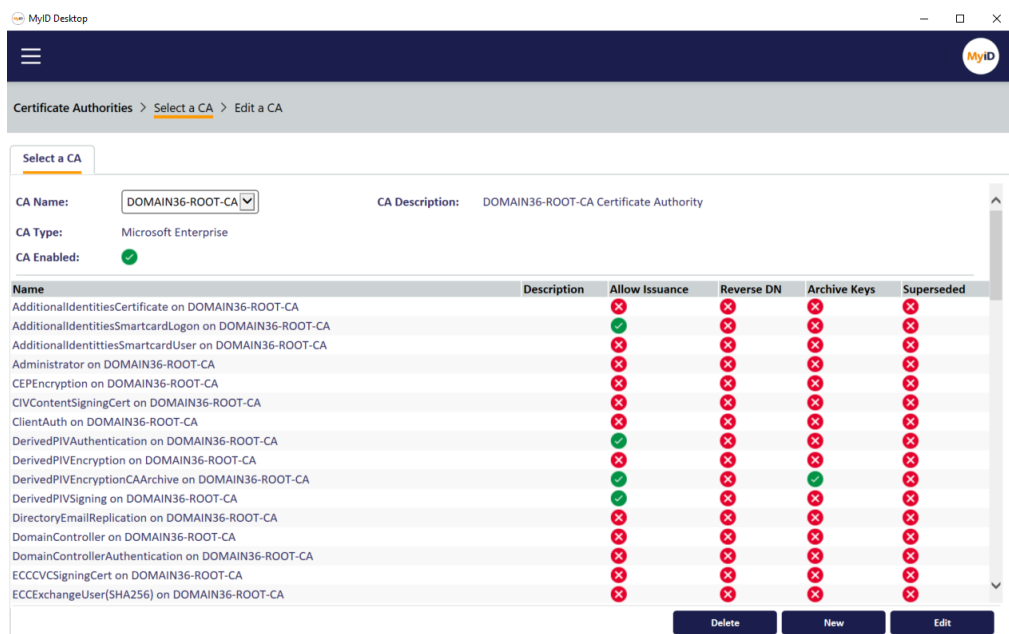 MyID Desktop
MyID
Certificate Authorities > Select a CA > Edit a CA
Select a CA
CA Name: DOMAIN36-ROOT-CA CA Description: DOMAIN36-ROOT-CA Certificate Authority
CA Type: Microsoft Enterprise
CA Enabled:
Name Description Allow Issuance Reverse DN Archive Keys Superseded
AdditionalIdentitiesCertificate on DOMAIN36-ROOT-CA
AdditionalIdentitiesSmartcardLogon on DOMAIN36-ROOT-CA
AdditionalIdentittiesSmartcardUser on DOMAIN36-ROOT-CA
Administrator on DOMAIN36-ROOT-CA
CEPEncryption on DOMAIN36-ROOT-CA
CIVContentSigningCert on DOMAIN36-ROOT-CA
ClientAuth on DOMAIN36-ROOT-CA
DerivedPIVAuthentication on DOMAIN36-ROOT-CA
DerivedPIVEncryption on DOMAIN36-ROOT-CA
DerivedPIVEncryptionCAArchive on DOMAIN36-ROOT-CA
DerivedPIVSigning on DOMAIN36-ROOT-CA
DirectoryEmailReplication on DOMAIN36-ROOT-CA
DomainController on DOMAIN36-ROOT-CA
DomainControllerAuthentication on DOMAIN36-ROOT-CA
ECCCVCSigningCert on DOMAIN36-ROOT-CA
ECCExchangeUser(SHA256) on DOMAIN36-ROOT-CA
Delete New Edit